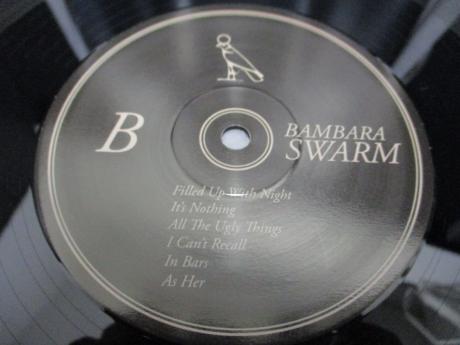 B
BAMBARA
SWARM
Filled Up With Night
It's Nothing
All The Ugly Things
I Can't Recall
In Bars
As Her